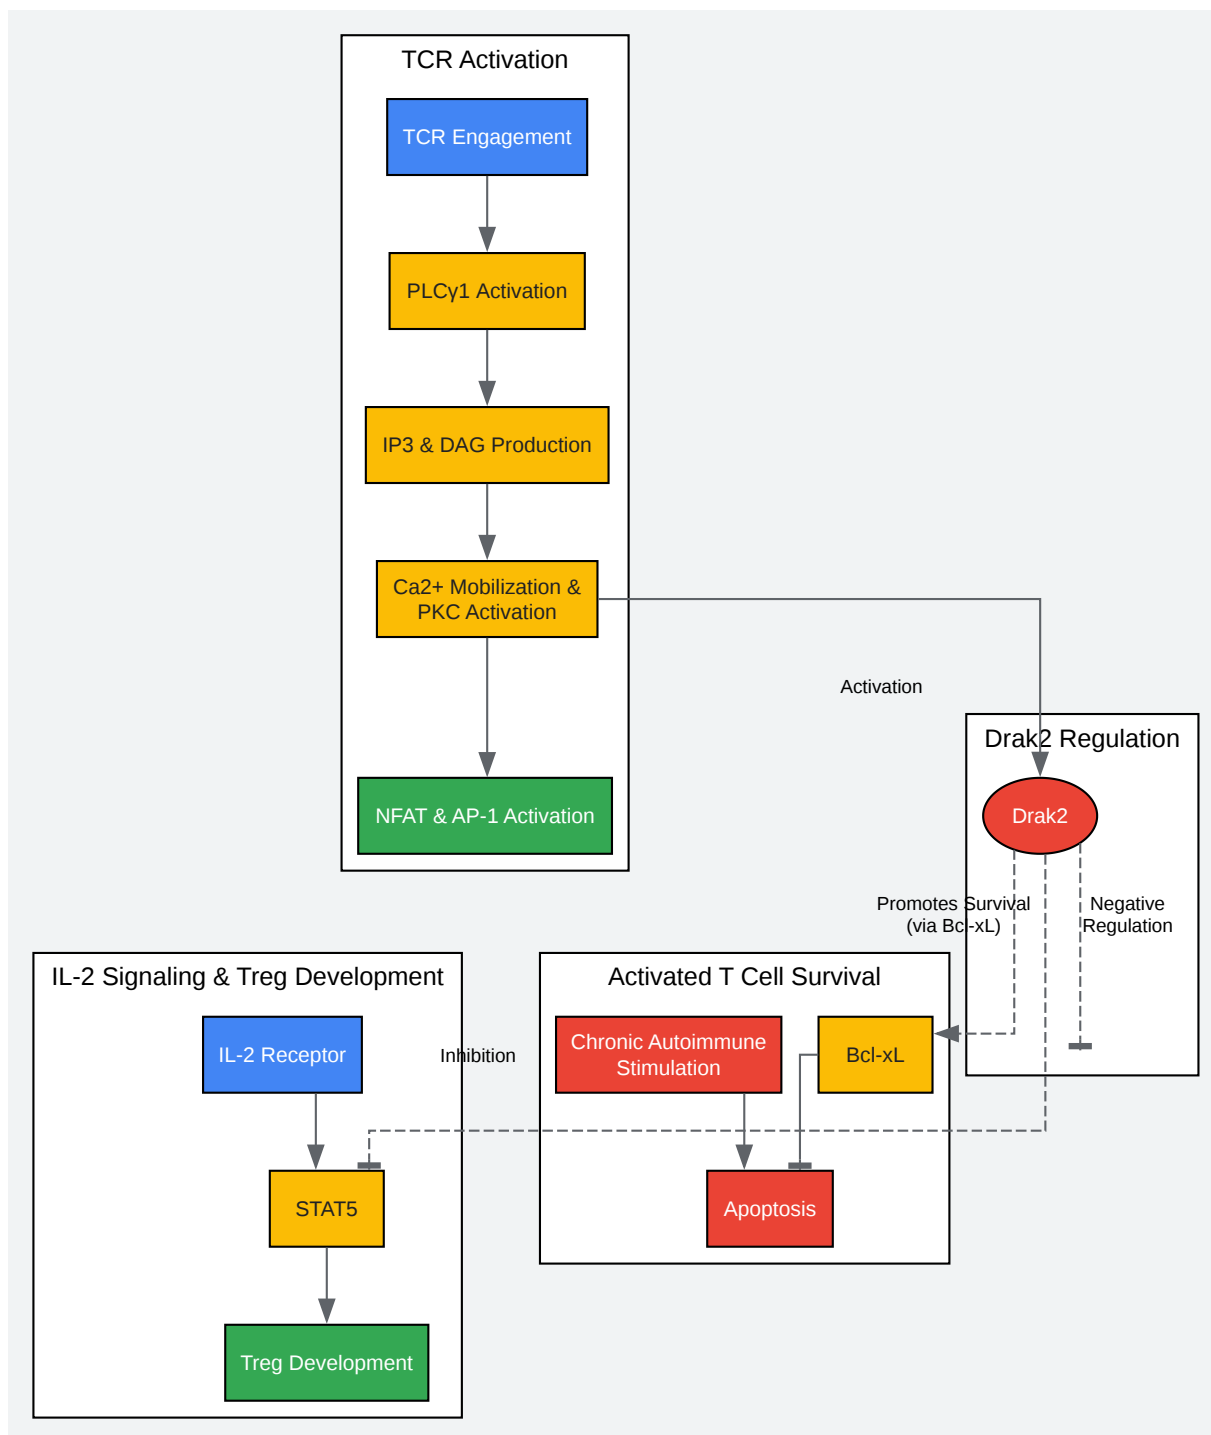 TCR Activation
TCR Engagement
PLCγ1 Activation
IP3 & DAG Production
Ca2+ Mobilization &
PKC Activation
Activation
Drak2 Regulation
NFAT & AP-1 Activation
Drak2
Promotes Survival
(via Bcl-xL)
Negative
Regulation
IL-2 Signaling & Treg Development
IL-2 Receptor
Inhibition
STAT5
Treg Development
Activated T Cell Survival
Chronic Autoimmune
Stimulation
Bcl-xL
Apoptosis